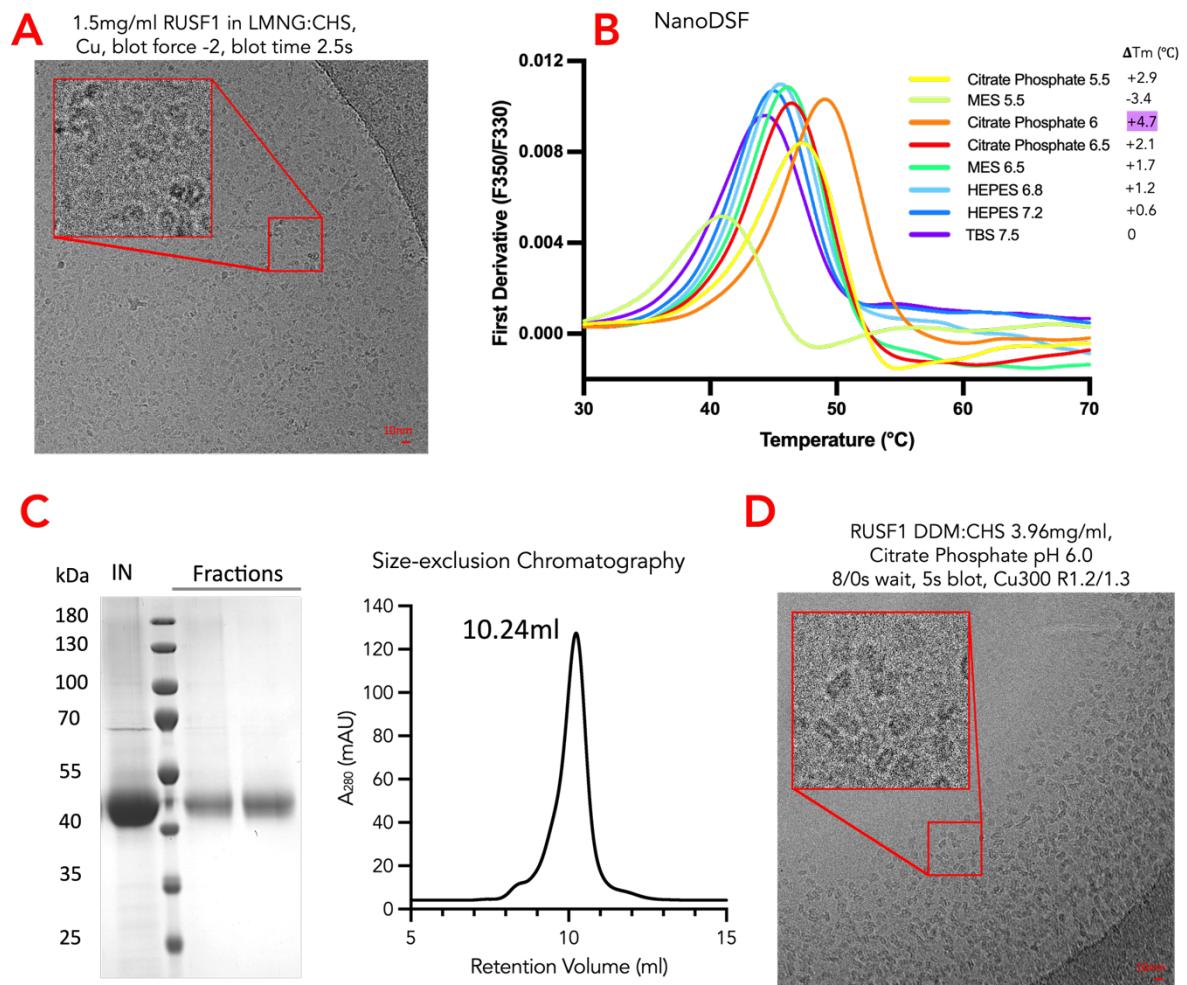 A
1.5mg/ml RUSF1 in LMNG:CHS,
Cu, blot force -2, blot time 2.5s
10nm
B
NanoDSF
First Derivative (F350/F330)
0.012
0.008
0.004
0.000
30
40
50
60
70
Temperature (°C)
ΔTm (°C)
Citrate Phosphate 5.5 +2.9
MES 5.5 -3.4
Citrate Phosphate 6 +4.7
Citrate Phosphate 6.5 +2.1
MES 6.5 +1.7
HEPES 6.8 +1.2
HEPES 7.2 +0.6
TBS 7.5 0
C
kDa IN Fractions
180
130
100
70
55
40
35
25
Size-exclusion Chromatography
10.24ml
A280 (mAU)
140
120
100
80
60
40
20
0
5
10
15
Retention Volume (ml)
D
RUSF1 DDM:CHS 3.96mg/ml,
Citrate Phosphate pH 6.0
8/0s wait, 5s blot, Cu300 R1.2/1.3